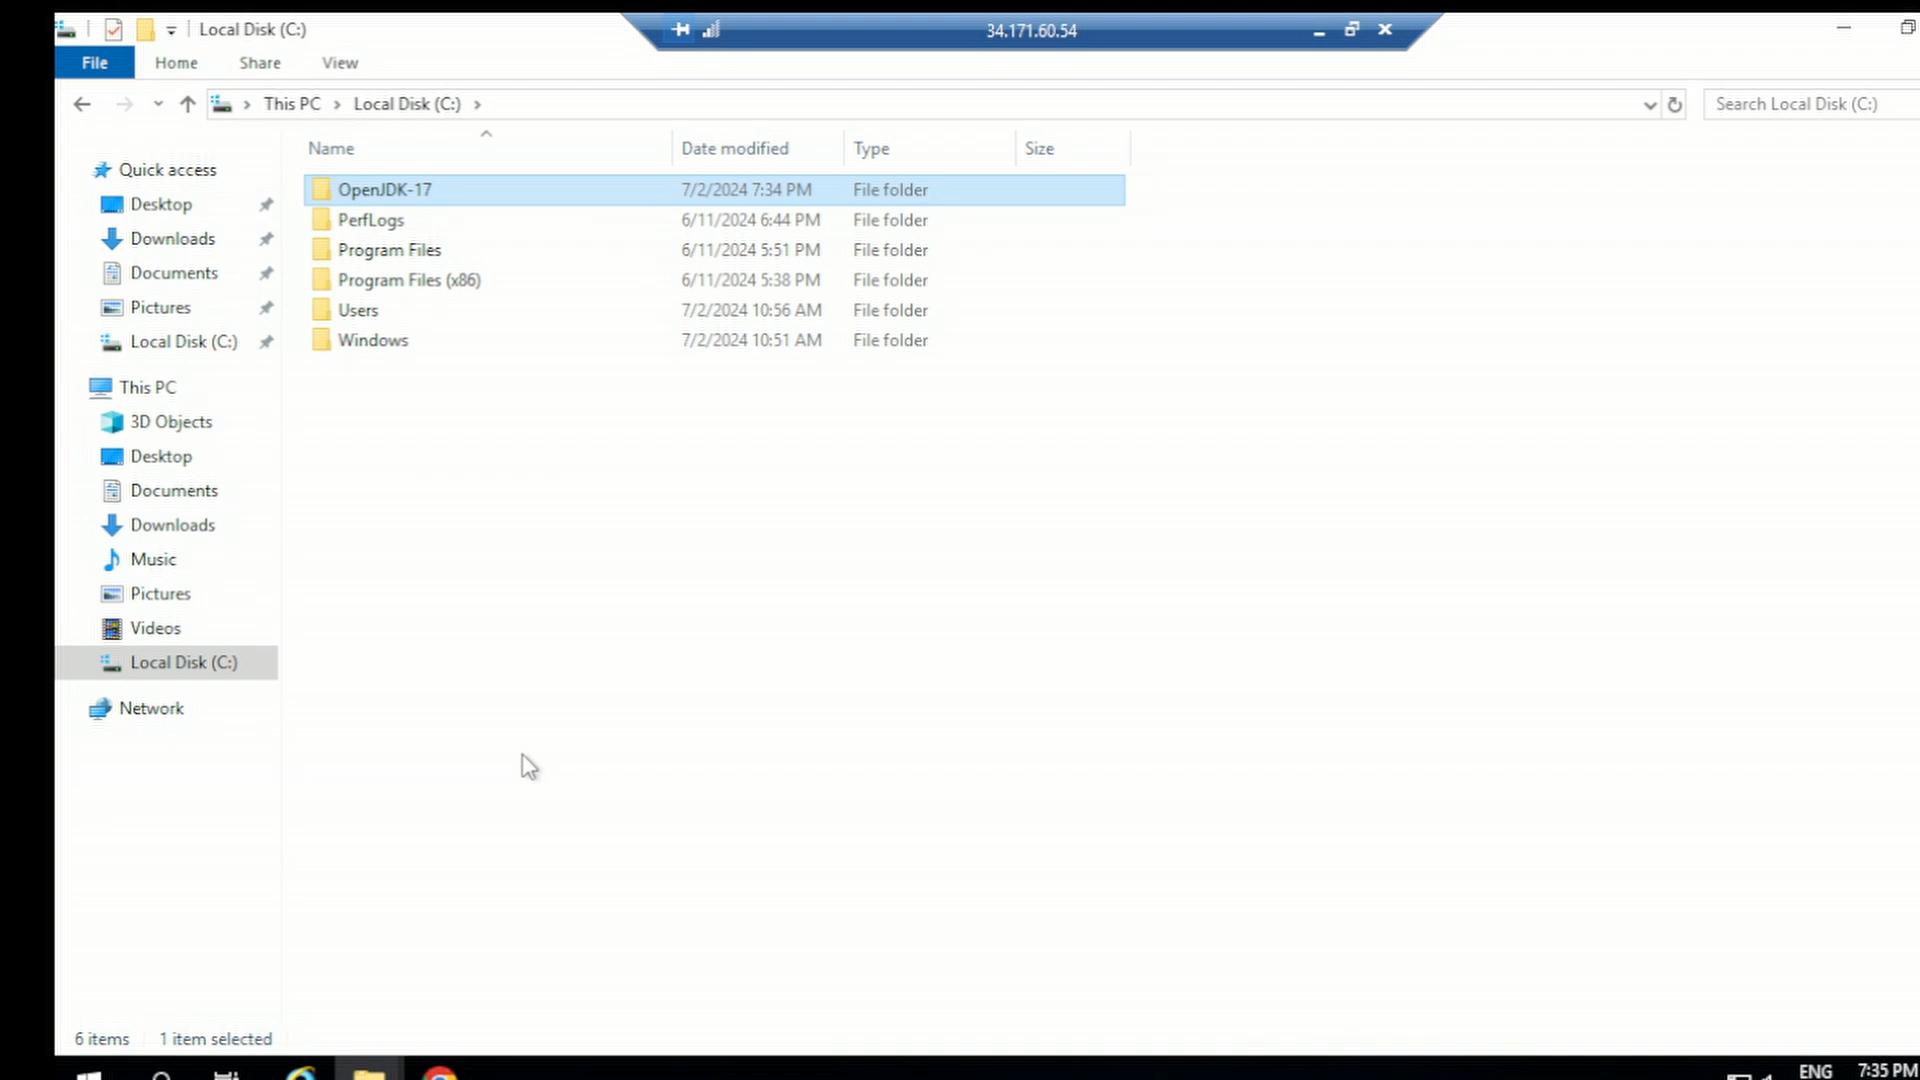 Local Disk (C:)
34.171.60.54
File Home Share View
This PC Local Disk (C:)
Search Local Disk (C:)
Name Date modified Type Size
Quick access
Desktop
Downloads
Documents
Pictures
Local Disk (C:)
This PC
3D Objects
Desktop
Documents
Downloads
Music
Pictures
Videos
Local Disk (C:)
Network
OpenJDK-17 7/2/2024 7:34 PM File folder
PerfLogs 6/11/2024 6:44 PM File folder
Program Files 6/11/2024 5:51 PM File folder
Program Files (x86) 6/11/2024 5:38 PM File folder
Users 7/2/2024 10:56 AM File folder
Windows 7/2/2024 10:51 AM File folder
6 items 1 item selected
ENG 7:35 PM